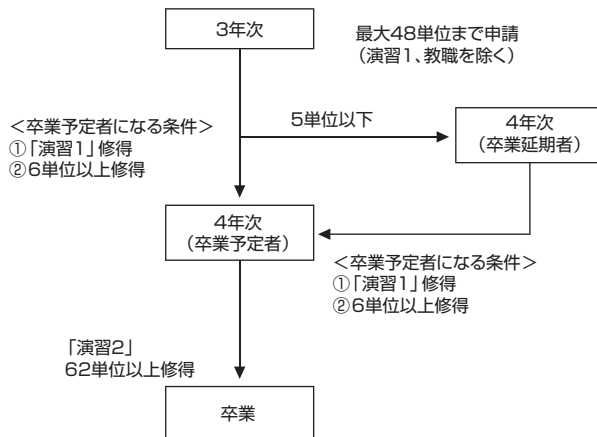 3年次
最大48単位まで申請
（演習1、教職を除く）
＜卒業予定者になる条件＞
①「演習1」修得
②6単位以上修得
5単位以下
4年次
（卒業延期者）
4年次
（卒業予定者）
＜卒業予定者になる条件＞
①「演習1」修得
②6単位以上修得
「演習2」
62単位以上修得
卒業